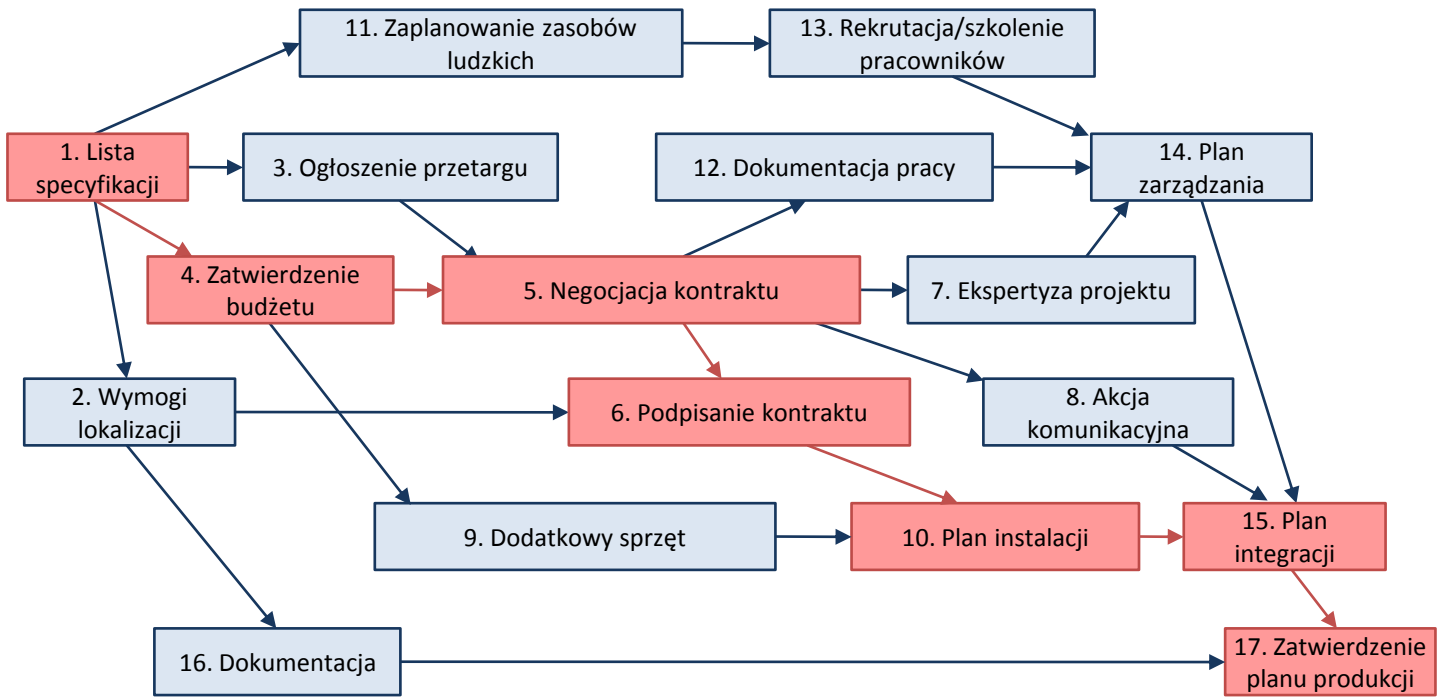 11. Zaplanowanie zasobów
ludzkich
13. Rekrutacja/szkolenie
pracowników
1. Lista
specyfikacji
3. Ogłoszenie przetargu
12. Dokumentacja pracy
14. Plan
zarządzania
4. Zatwierdzenie
budżetu
5. Negocjacja kontraktu
7. Ekspertyza projektu
2. Wymogi
lokalizacji
6. Podpisanie kontraktu
8. Akcja
komunikacyjna
9. Dodatkowy sprzęt
10. Plan instalacji
15. Plan
integracji
16. Dokumentacja
17. Zatwierdzenie
planu produkcji